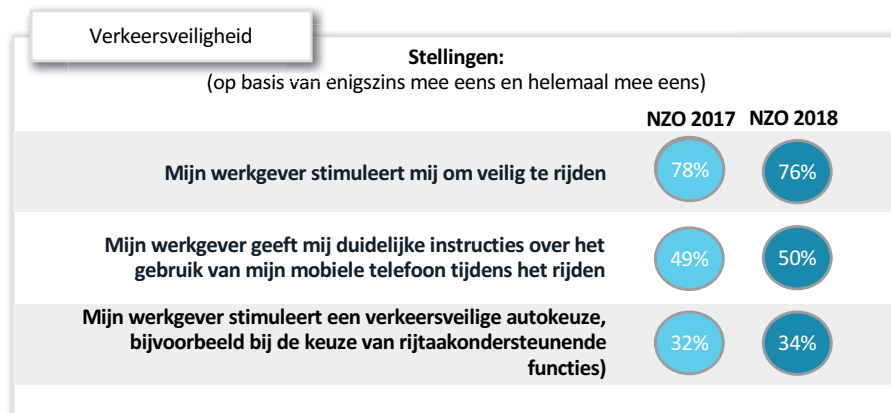 Verkeersveiligheid
Stellingen:
(op basis van enigszins mee eens en helemaal mee eens)
NZO 2017 NZO 2018
Mijn werkgever stimuleert mij om veilig te rijden 78% 76%
Mijn werkgever geeft mij duidelijke instructies over het
gebruik van mijn mobiele telefoon tijdens het rijden 49% 50%
Mijn werkgever stimuleert een verkeersveilige autokeuze,
bijvoorbeeld bij de keuze van rijtaakondersteunende 32% 34%
functies)